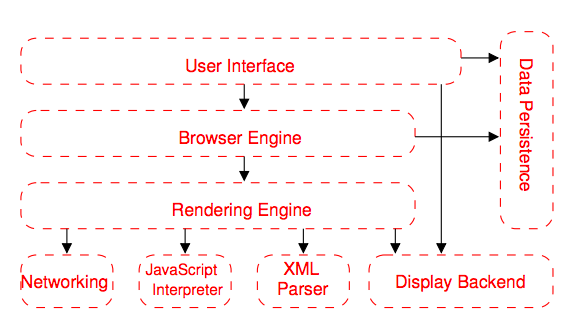 User Interface
Data Persistence
Browser Engine
Rendering Engine
Networking
JavaScript
Interpreter
XML
Parser
Display Backend